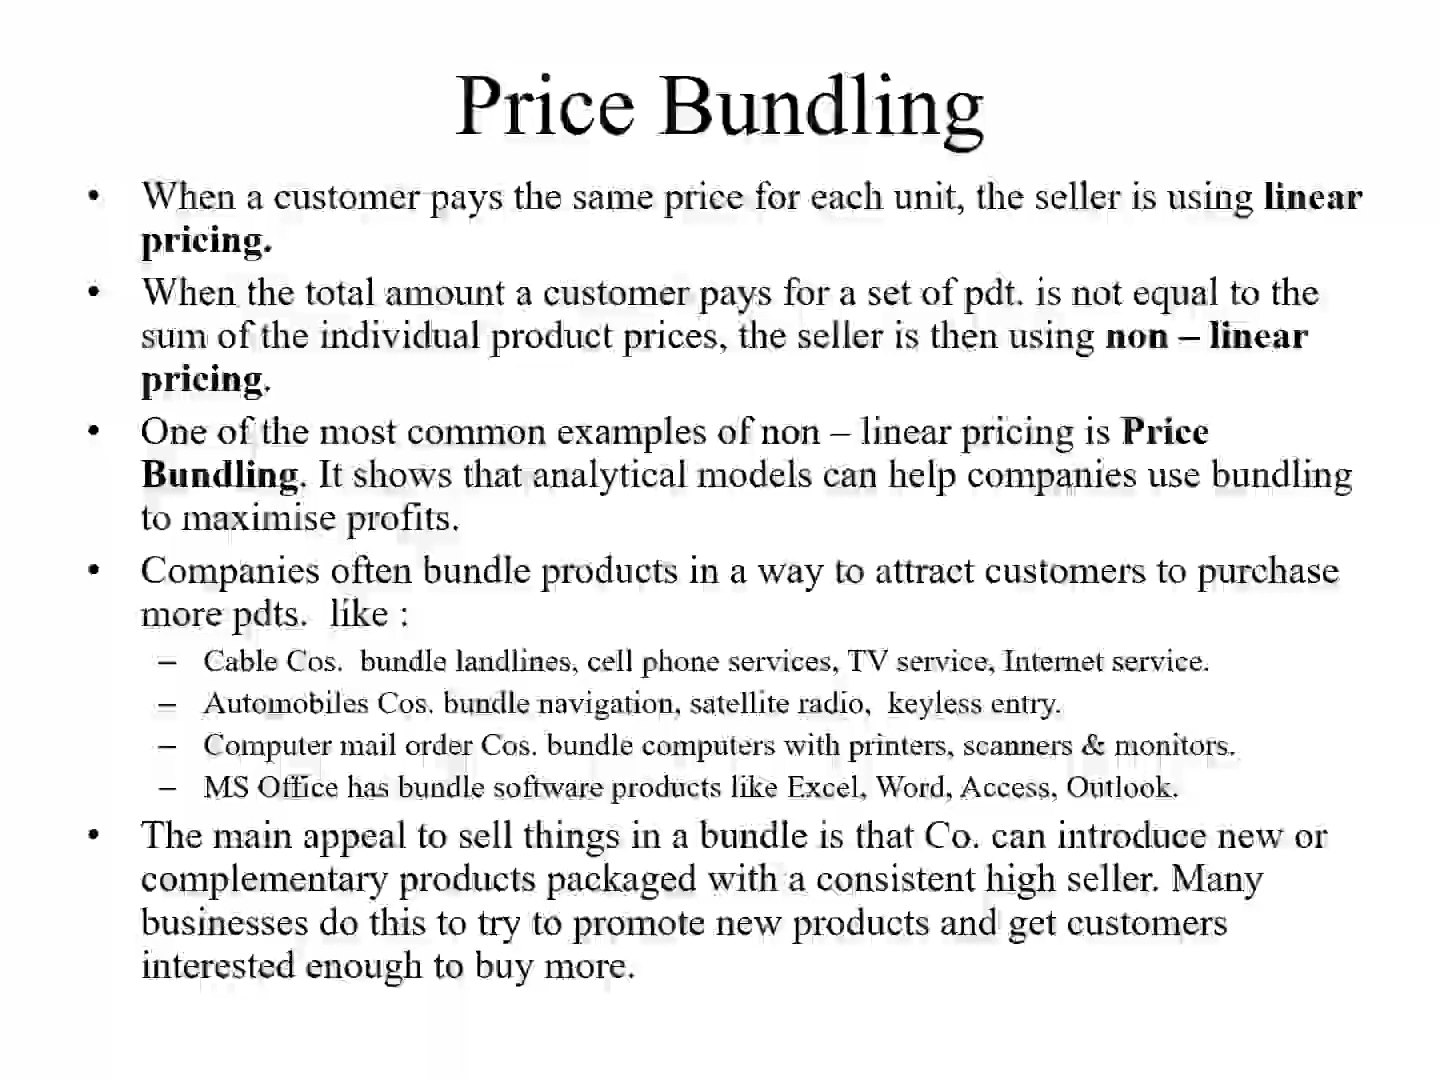 Price Bundling
• When a customer pays the same price for each unit, the seller is using linear
pricing.
• When the total amount a customer pays for a set of pdt. is not equal to the
sum of the individual product prices, the seller is then using non – linear
pricing.
• One of the most common examples of non – linear pricing is Price
Bundling. It shows that analytical models can help companies use bundling
to maximise profits.
• Companies often bundle products in a way to attract customers to purchase
more pdts. like :
– Cable Cos. bundle landlines, cell phone services, TV service, Internet service.
– Automobiles Cos. bundle navigation, satellite radio, keyless entry.
– Computer mail order Cos. bundle computers with printers, scanners & monitors.
– MS Office has bundle software products like Excel, Word, Access, Outlook.
• The main appeal to sell things in a bundle is that Co. can introduce new or
complementary products packaged with a consistent high seller. Many
businesses do this to try to promote new products and get customers
interested enough to buy more.